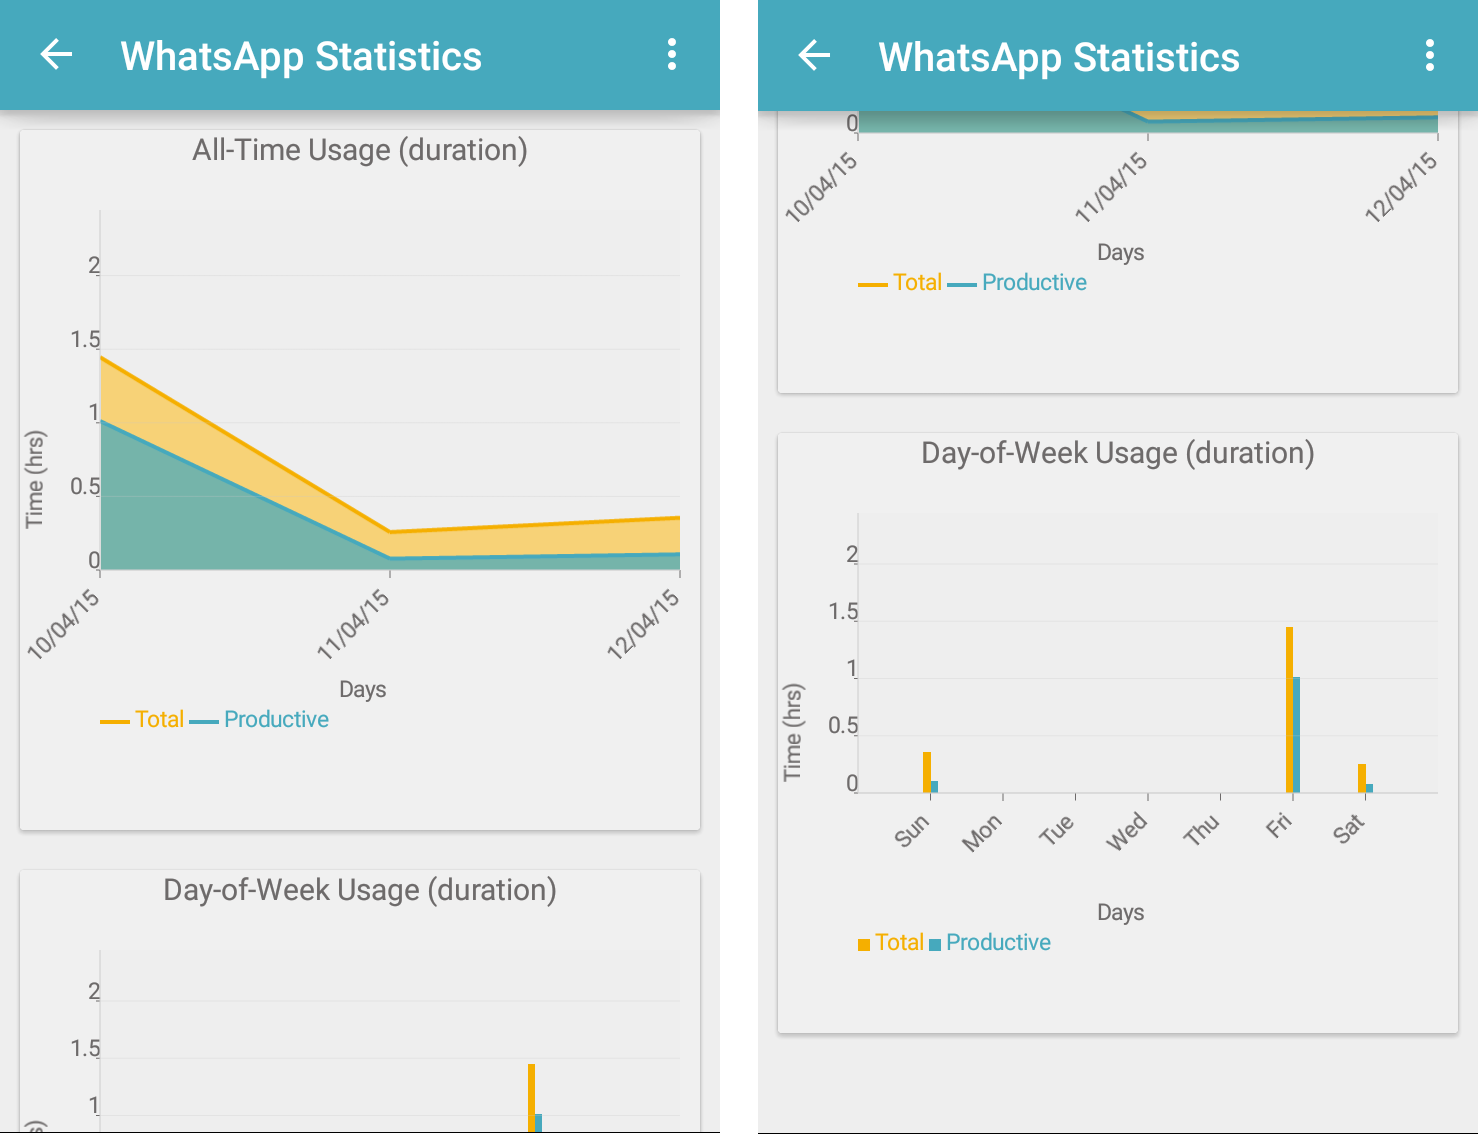 WhatsApp Statistics
All-Time Usage (duration)
2
1.5
1
0.5
0
Time (hrs)
10/04/15 11/04/15 12/04/15
Days
Total Productive
Day-of-Week Usage (duration)
2
1.5
1
WhatsApp Statistics
0
10/04/15 11/04/15 12/04/15
Days
Total Productive
Day-of-Week Usage (duration)
2
1.5
1
0.5
0
Time (hrs)
Sun Mon Tue Wed Thu Fri Sat
Days
Total Productive